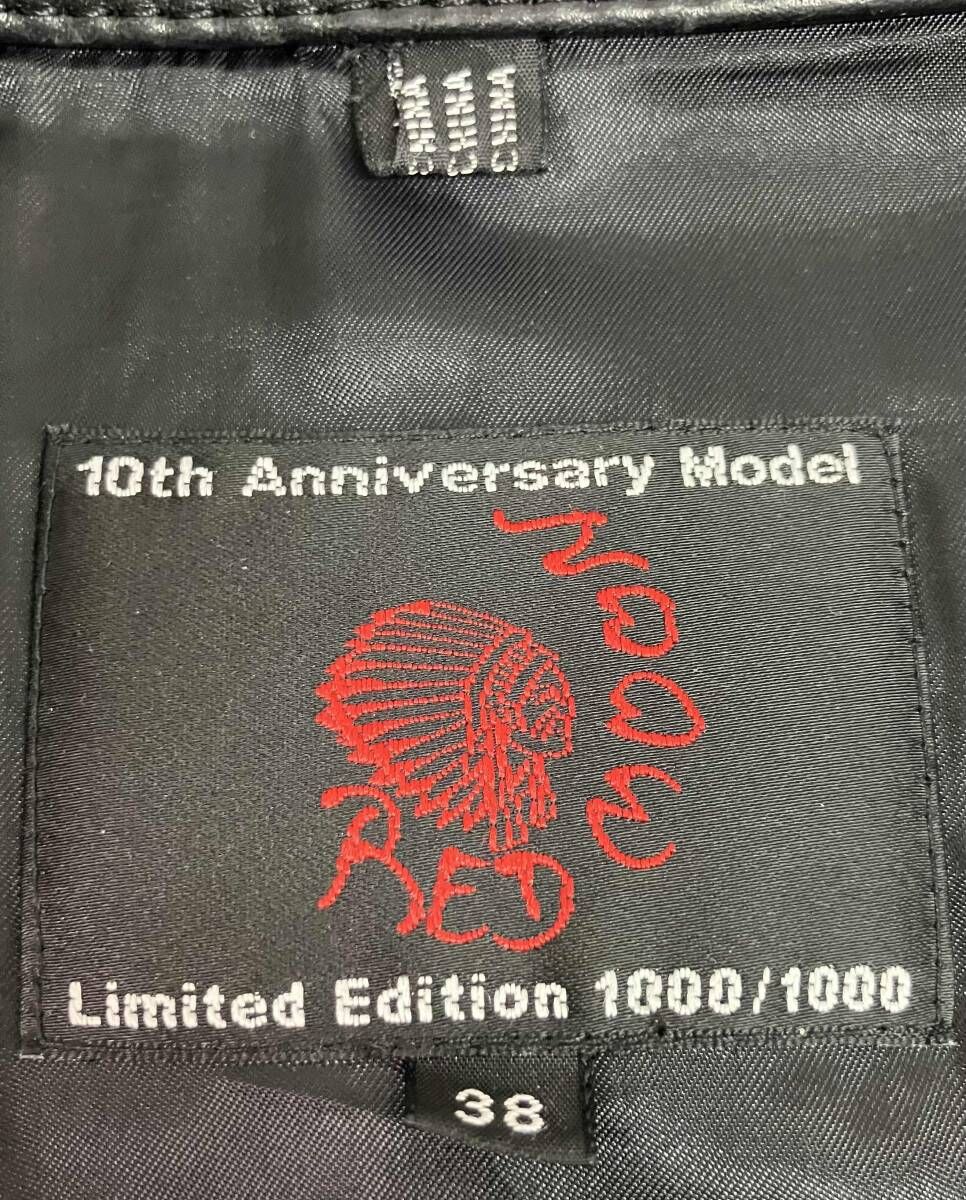 10th Anniversary Model
RED MOON
Limited Edition 1000/1000
38